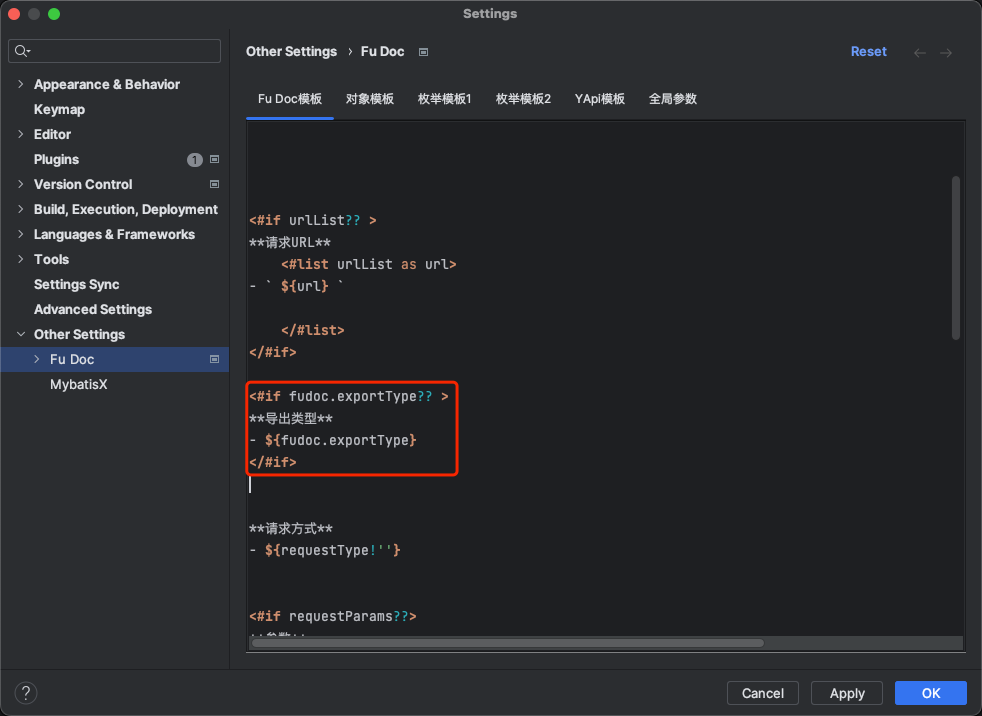 Settings
Other Settings › Fu Doc
Reset
Appearance & Behavior
Keymap
Editor
Plugins 1
Version Control
Build, Execution, Deployment
Languages & Frameworks
Tools
Settings Sync
Advanced Settings
Other Settings
Fu Doc
MybatisX
Fu Doc模板 对象模板 枚举模板1 枚举模板2 YApi模板 全局参数
<#if urlList?? >
**请求URL**
<#list urlList as url>
- ` ${url} `
</#list>
</#if>
<#if fudoc.exportType?? >
**导出类型**
- ${fudoc.exportType}
</#if>
**请求方式**
- ${requestType!''}
<#if requestParams??>
?
Cancel
Apply
OK